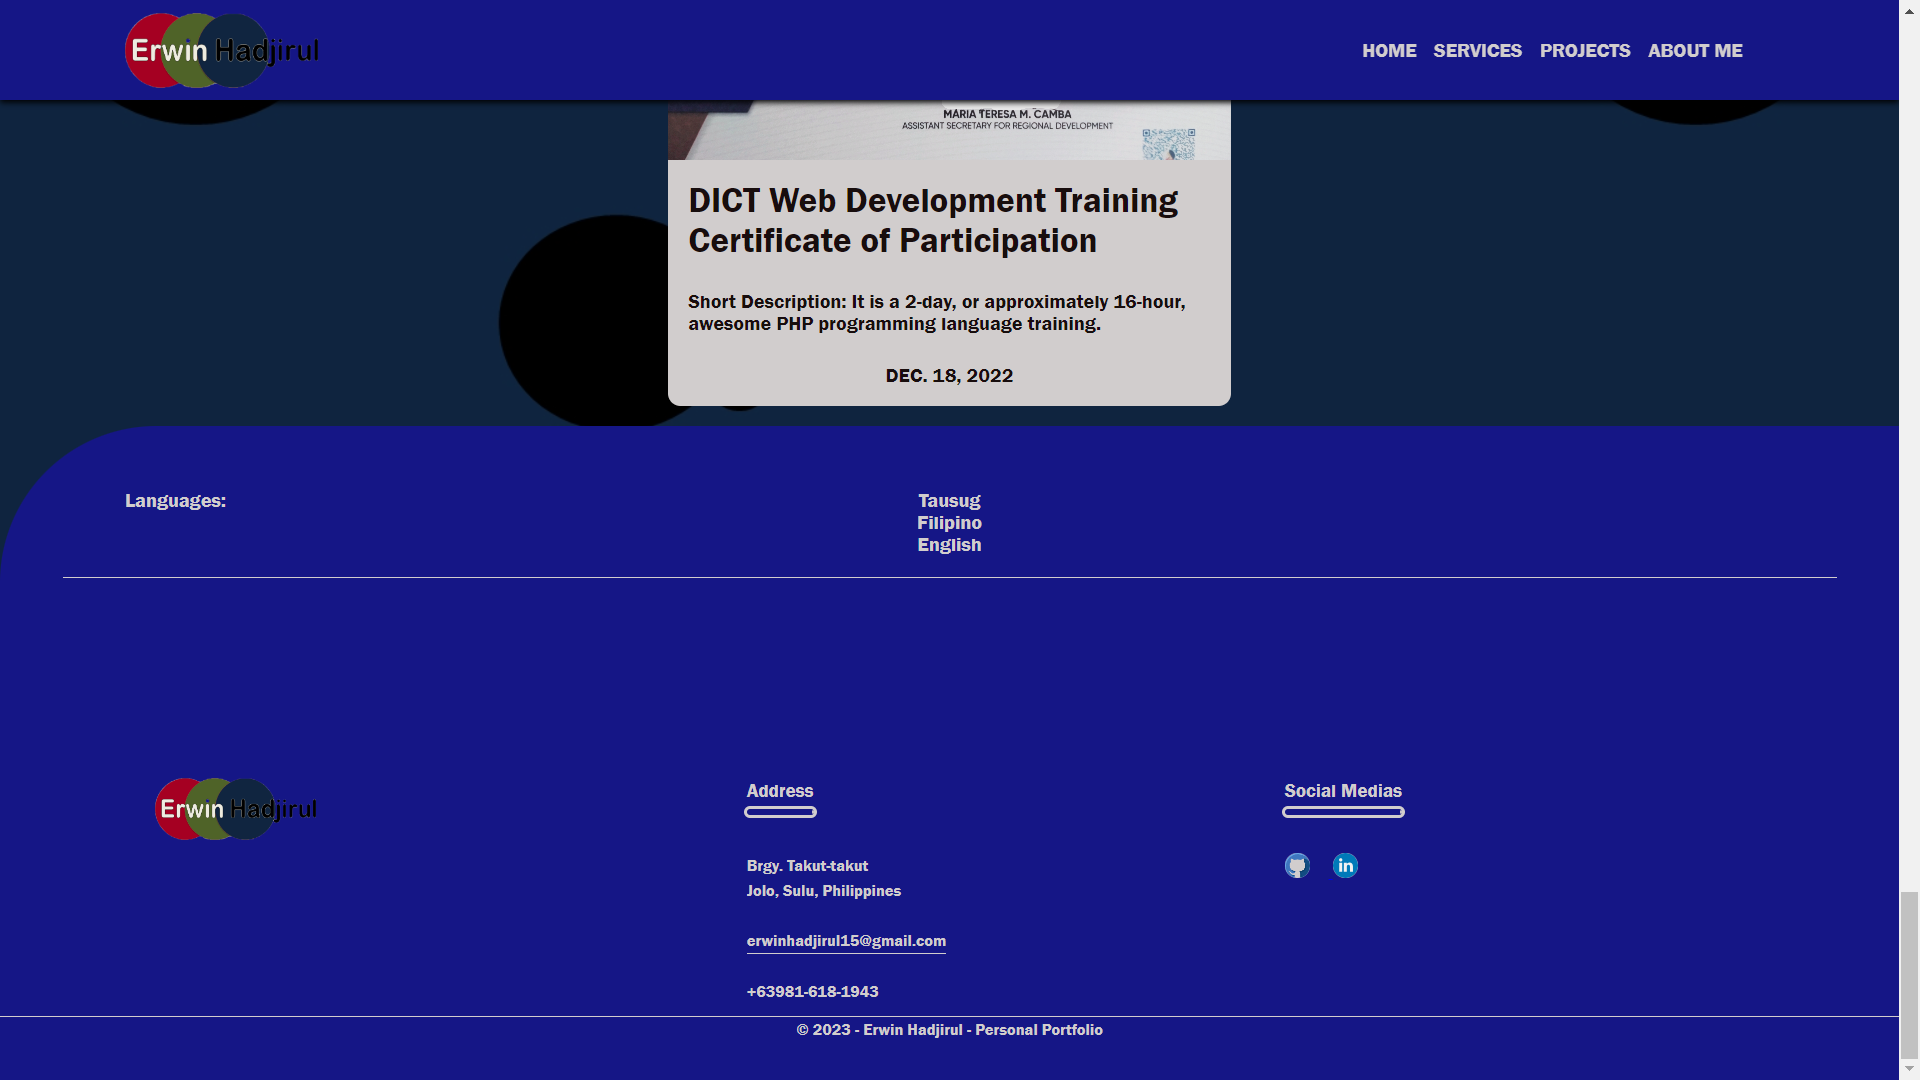 Erwin Hadjirul
HOME SERVICES PROJECTS ABOUT ME
MARIA TERESA M. CAMBA
ASSISTANT SECRETARY FOR REGIONAL DEVELOPMENT
DICT Web Development Training
Certificate of Participation
Short Description: It is a 2-day, or approximately 16-hour,
awesome PHP programming language training.
DEC. 18, 2022
Languages:
Tausug
Filipino
English
Erwin Hadjirul
Address
Brgy. Takut-takut
Jolo, Sulu, Philippines
erwinhadjirul15@gmail.com
+63981-618-1943
Social Medias
in
© 2023 - Erwin Hadjirul - Personal Portfolio